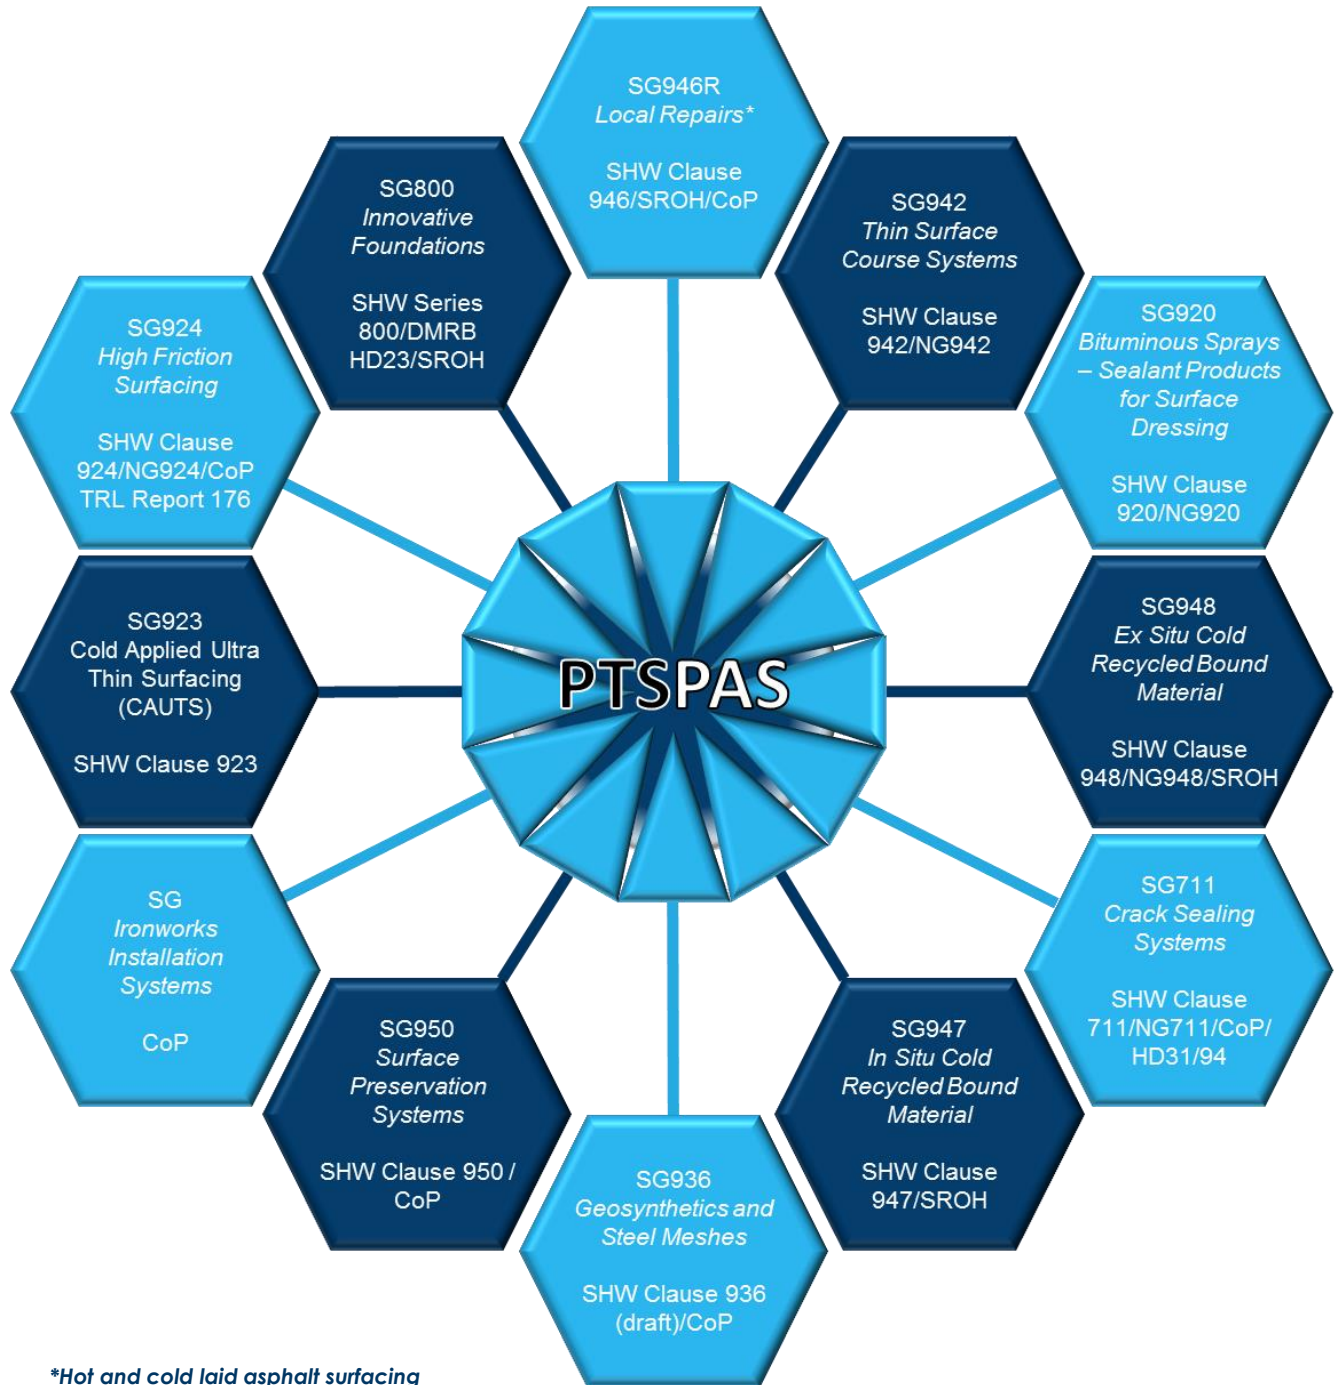 SG946R
Local Repairs*
SHW Clause
946/SROH/CoP
SG800
Innovative
Foundations
SHW Series
800/DMRB
HD23/SROH
SG942
Thin Surface
Course Systems
SHW Clause
942/NG942
SG924
High Friction
Surfacing
SHW Clause
924/NG924/CoP
TRL Report 176
SG920
Bituminous Sprays
– Sealant Products
for Surface
Dressing
SHW Clause
920/NG920
SG923
Cold Applied Ultra
Thin Surfacing
(CAUTS)
SHW Clause 923
PTSPAS
SG948
Ex Situ Cold
Recycled Bound
Material
SHW Clause
948/NG948/SROH
SG
Ironworks
Installation
Systems
CoP
SG711
Crack Sealing
Systems
SHW Clause
711/NG711/CoP/
HD31/94
SG950
Surface
Preservation
Systems
SHW Clause 950 /
CoP
SG947
In Situ Cold
Recycled Bound
Material
SHW Clause
947/SROH
SG936
Geosynthetics and
Steel Meshes
SHW Clause 936
(draft)/CoP
*Hot and cold laid asphalt surfacing